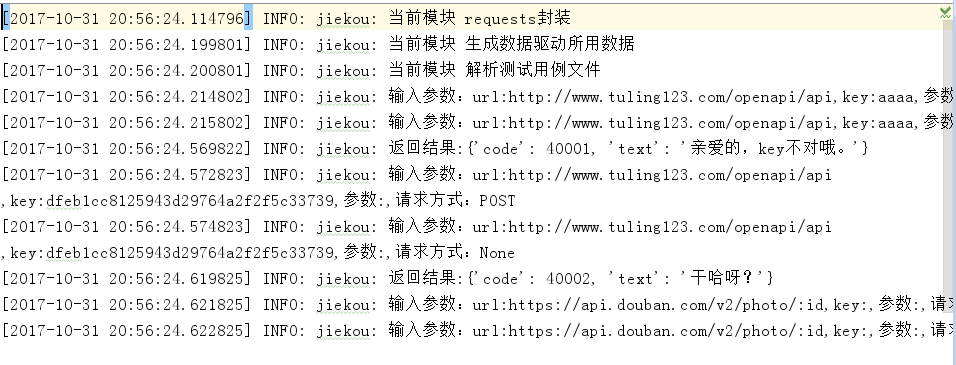 [2017-10-31 20:56:24.114796] INFO: jiekou: 当前模块 requests封装
[2017-10-31 20:56:24.199801] INFO: jiekou: 当前模块 生成数据驱动所用数据
[2017-10-31 20:56:24.200801] INFO: jiekou: 当前模块 解析测试用例文件
[2017-10-31 20:56:24.214802] INFO: jiekou: 输入参数：url:http://www.tuling123.com/openapi/api,key:aaaa,参数
[2017-10-31 20:56:24.215802] INFO: jiekou: 输入参数：url:http://www.tuling123.com/openapi/api,key:aaaa,参数
[2017-10-31 20:56:24.569822] INFO: jiekou: 返回结果:{'code': 40001, 'text': '亲爱的，key不对哦。'}
[2017-10-31 20:56:24.572823] INFO: jiekou: 输入参数：url:http://www.tuling123.com/openapi/api
,key:dfeb1cc8125943d29764a2f2f5c33739,参数:,请求方式：POST
[2017-10-31 20:56:24.574823] INFO: jiekou: 输入参数：url:http://www.tuling123.com/openapi/api
,key:dfeb1cc8125943d29764a2f2f5c33739,参数:,请求方式：None
[2017-10-31 20:56:24.619825] INFO: jiekou: 返回结果:{'code': 40002, 'text': '干哈呀？'}
[2017-10-31 20:56:24.621825] INFO: jiekou: 输入参数：url:https://api.douban.com/v2/photo/:id,key:,参数:,请
[2017-10-31 20:56:24.622825] INFO: jiekou: 输入参数：url:https://api.douban.com/v2/photo/:id,key:,参数:,请